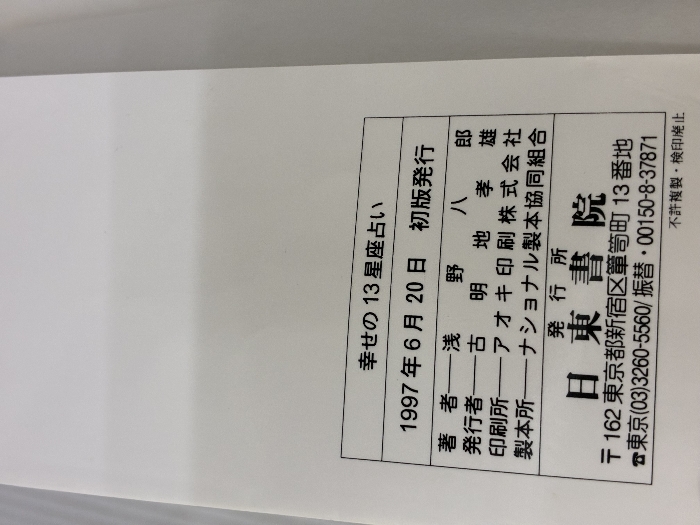 幸せの13星座占い
1997年6月20日 初版発行
著者──浅野八郎
発行者──古明地孝雄
印刷所──アオキ印刷株式会社
製本所──ナショナル製本協同組合
発行所
日東書院
〒162 東京都新宿区簞笥町13番地
☎東京(03)3260-5560/振替・00150-8-37871
不許複製・検印廃止